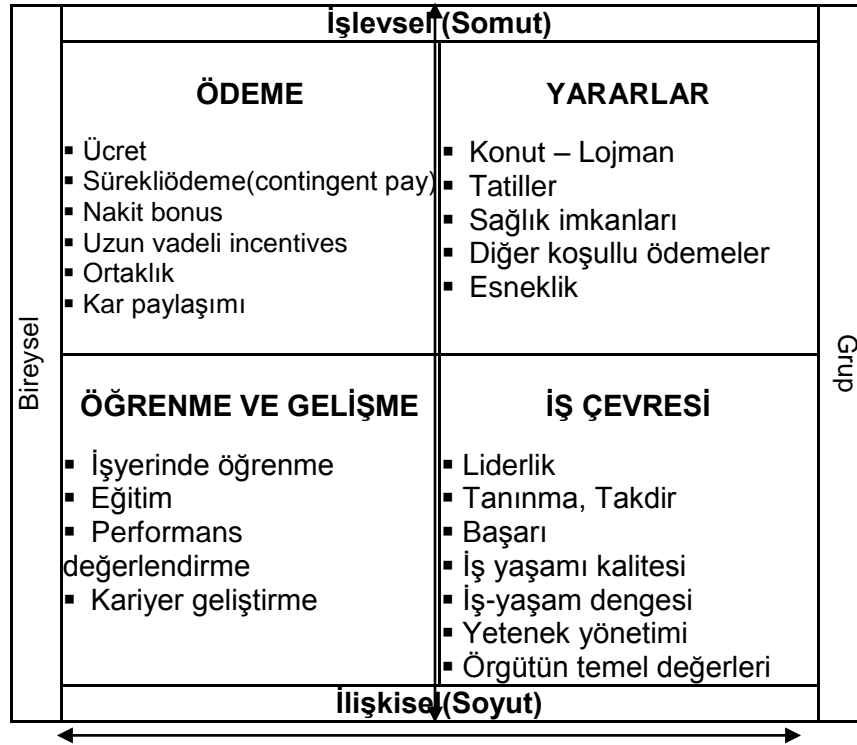 İşlevsel (Somut)
Bireysel
ÖDEME
▪ Ücret
▪ Sürekliödeme(contingent pay)
▪ Nakit bonus
▪ Uzun vadeli incentives
▪ Ortaklık
▪ Kar paylaşımı
YARARLAR
▪ Konut – Lojman
▪ Tatiller
▪ Sağlık imkanları
▪ Diğer koşullu ödemeler
▪ Esneklik
Grup
ÖĞRENME VE GELİŞME
▪ İşyerinde öğrenme
▪ Eğitim
▪ Performans
değerlendirme
▪ Kariyer geliştirme
İŞ ÇEVRESİ
▪ Liderlik
▪ Tanınma, Takdir
▪ Başarı
▪ İş yaşamı kalitesi
▪ İş-yaşam dengesi
▪ Yetenek yönetimi
▪ Örgütün temel değerleri
İlişkisel(Soyut)